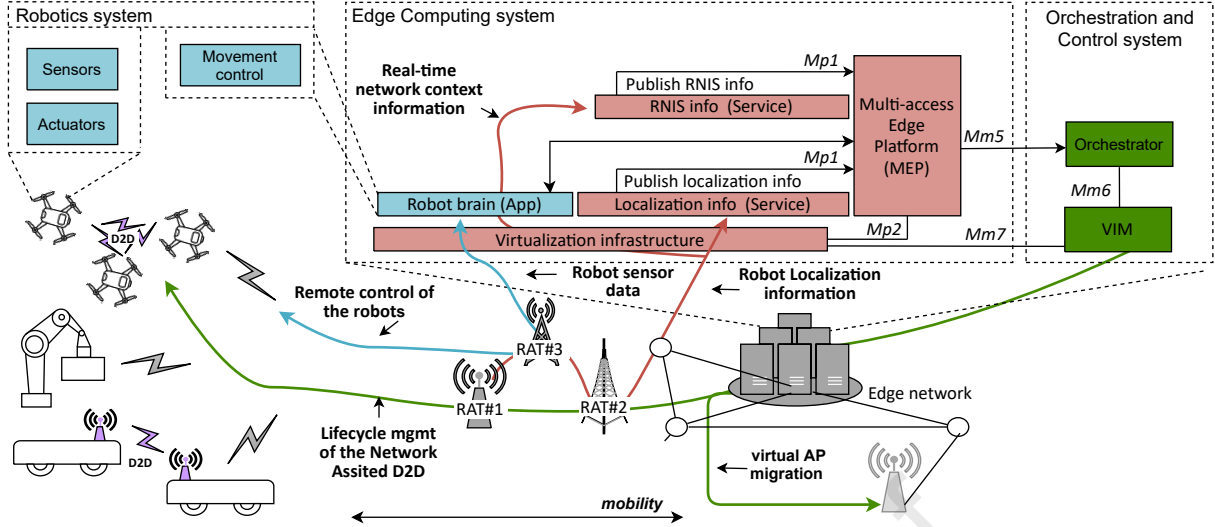 Robotics system
Sensors
Actuators
Movement
control
Edge Computing system
Real-time
network context
information
Mp1
Publish RNIS info
RNIS info (Service)
Multi-access
Edge
Platform
(MEP)
Mp1
Publish localization info
Robot brain (App)
Localization info (Service)
Virtualization infrastructure
Mp2
Mm7
Mm5
Orchestration and
Control system
Orchestrator
Mm6
VIM
D2D
Remote control of
the robots
Robot sensor
data
Robot Localization
information
RAT#3
RAT#1
RAT#2
Edge network
Lifecycle mgmt
of the Network
Assited D2D
D2D
virtual AP
migration
mobility